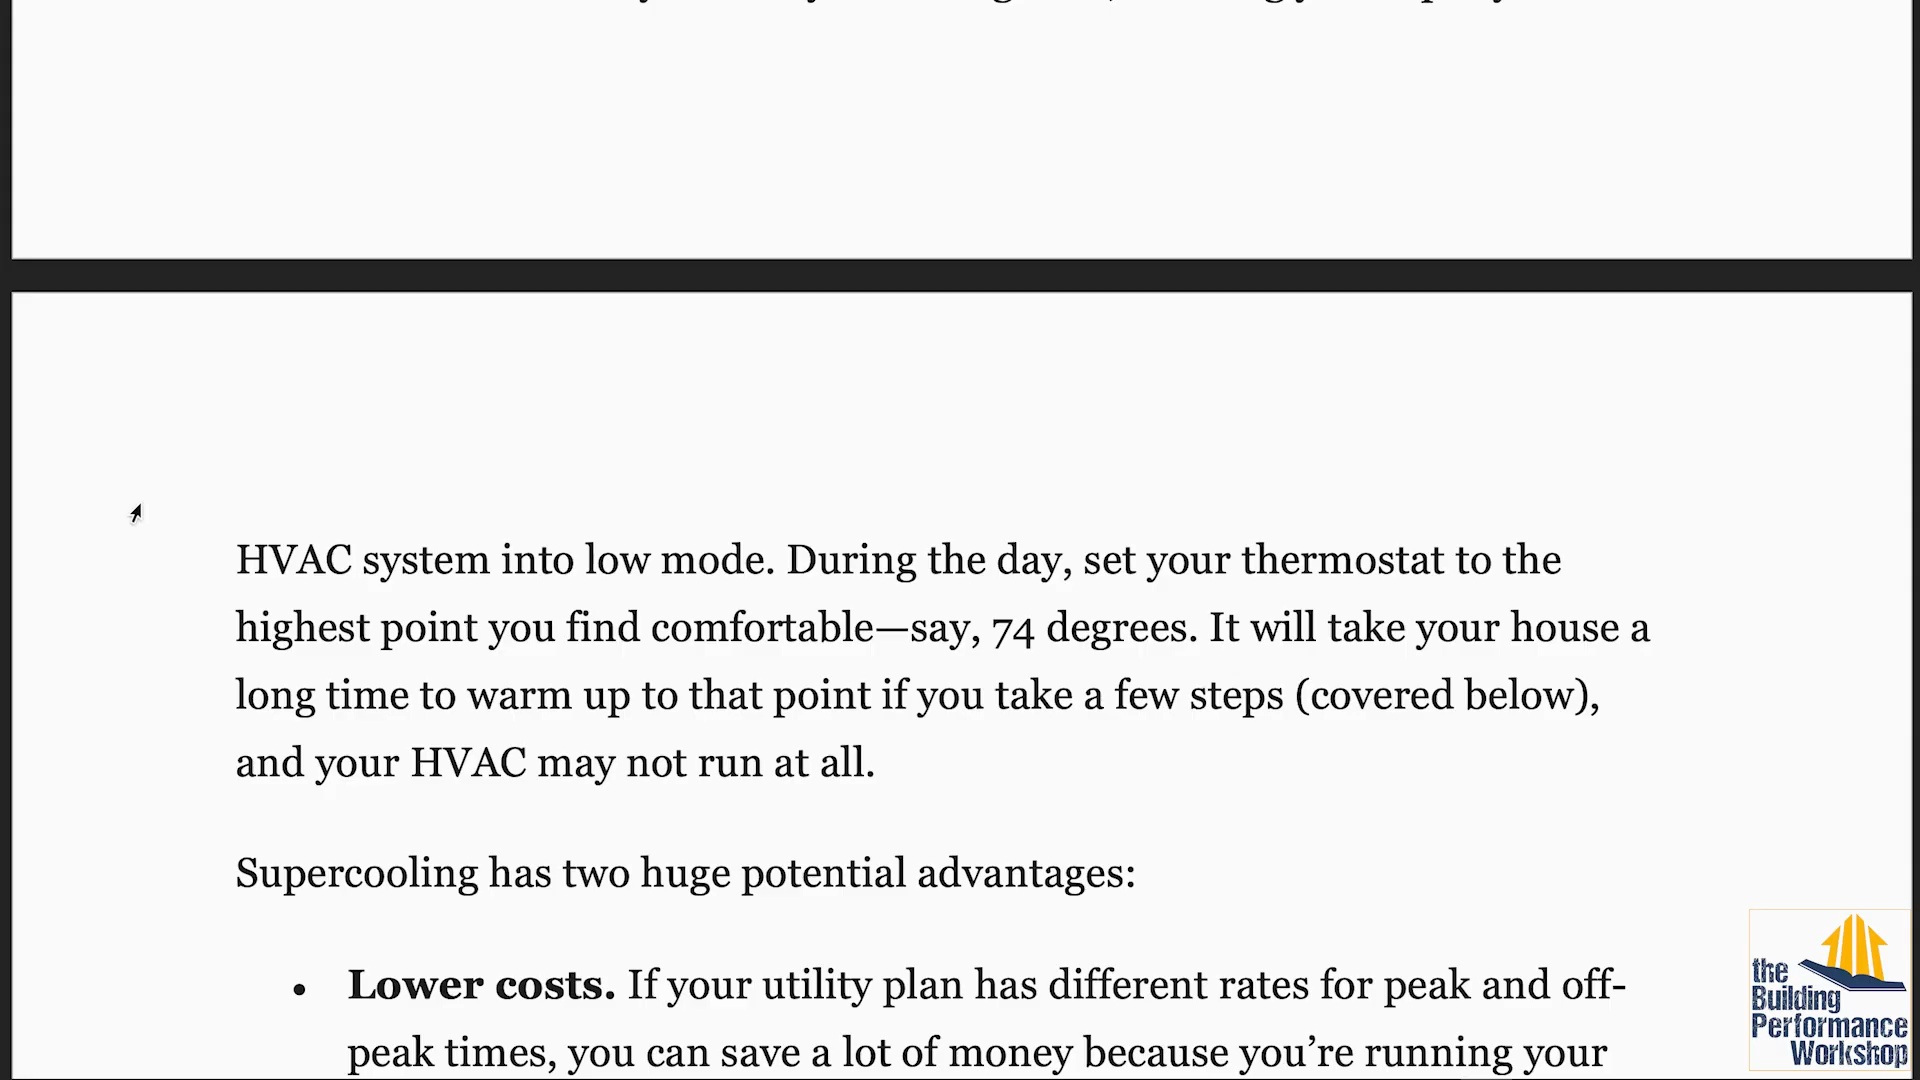 HVAC system into low mode. During the day, set your thermostat to the
highest point you find comfortable—say, 74 degrees. It will take your house a
long time to warm up to that point if you take a few steps (covered below),
and your HVAC may not run at all.
Supercooling has two huge potential advantages:
• Lower costs. If your utility plan has different rates for peak and off-
peak times, you can save a lot of money because you’re running your
the
Building
Performance
Workshop